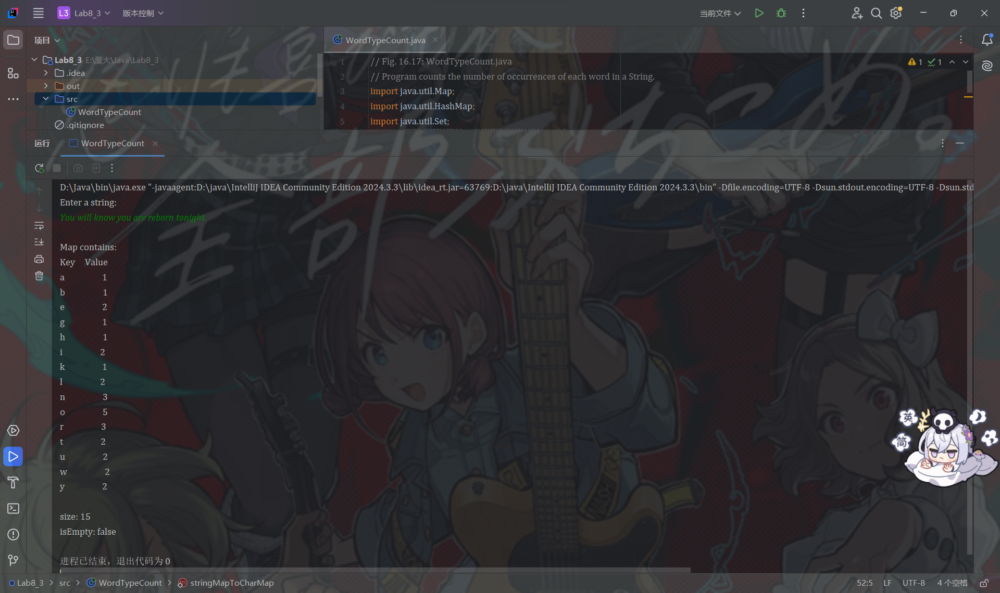 L3 Lab8_3 版本控制 当前文件
项目
WordTypeCount.java
Lab8_3 E:\厦大\Java\Lab8_3
.idea
out
src
WordTypeCount
.gitignore
1 // Fig. 16.17: WordTypeCount.java
2 // Program counts the number of occurrences of each word in a String.
3 import java.util.Map;
4 import java.util.HashMap;
5 import java.util.Set;
1 1
运行 WordTypeCount
D:\Java\bin\java.exe "-javaagent:D:\java\IntelliJ IDEA Community Edition 2024.3.3\lib\idea_rt.jar=63769:D:\java\IntelliJ IDEA Community Edition 2024.3.3\bin" -Dfile.encoding=UTF-8 -Dsun.stdout.encoding=UTF-8 -Dsun.std
Enter a string:
You will know you are reborn tonight.
Map contains:
Key Value
a 1
b 1
e 2
g 1
h 1
i 2
k 1
l 2
n 3
o 5
r 3
t 2
u 2
w 2
y 2
size: 15
isEmpty: false
进程已结束，退出代码为 0
英
简
Lab8_3 src WordTypeCount stringMapToCharMap
52:5 LF UTF-8 4 个空格